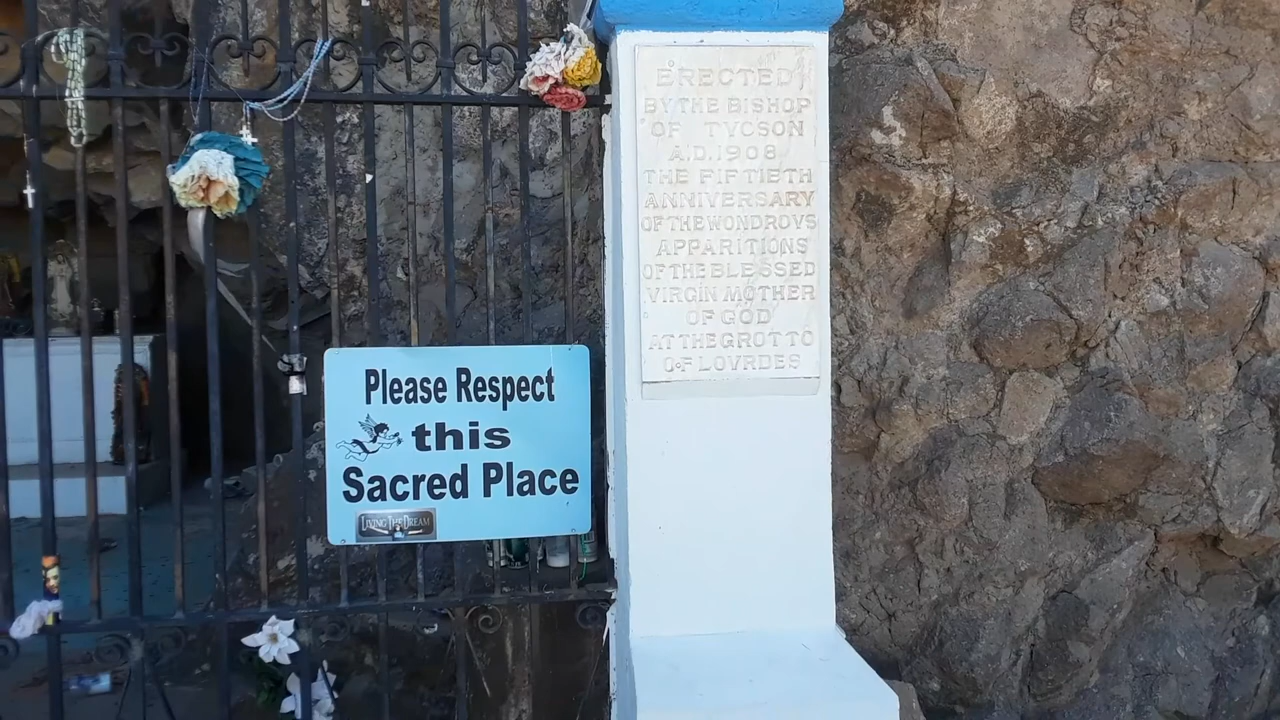 ERECTED
BY THE BISHOP
OF TVCSON
A.D.1908
THE FIFTIETH
ANNIVERSARY
OF THE WONDROVS
APPARITIONS
OF THE BLESSED
VIRGIN MOTHER
OF GOD
AT THE GROTTO
OF LOVRDES
Please Respect
this
Sacred Place
LIVING THE DREAM